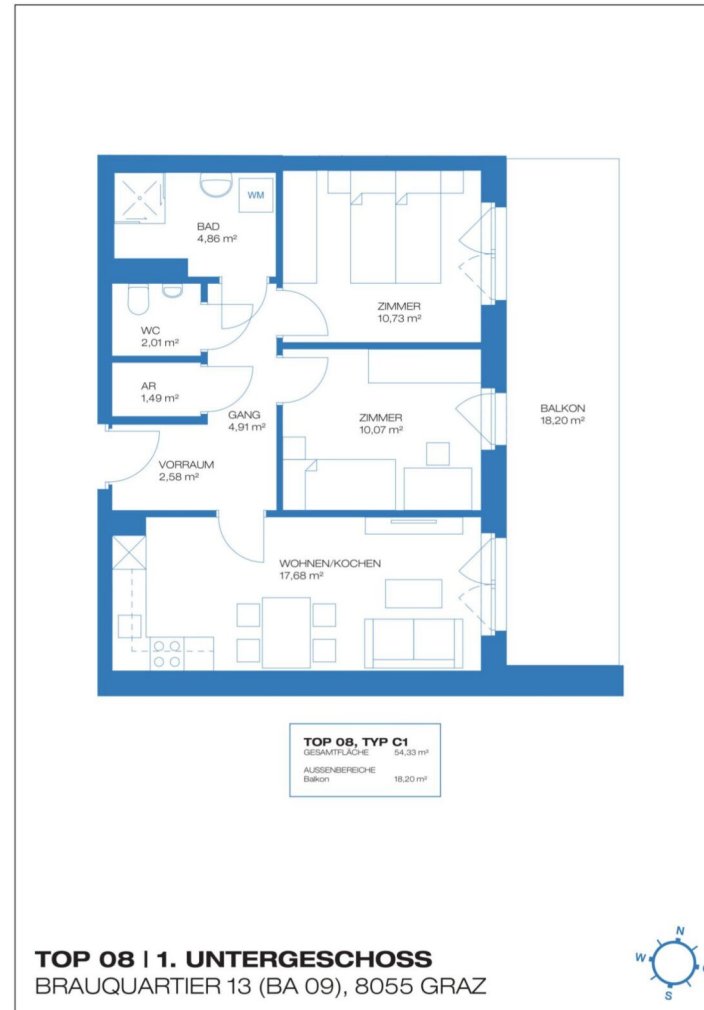 BAD
4,86 m²
WM
ZIMMER
10,73 m²
WC
2,01 m²
AR
1,49 m²
GANG
4,91 m²
ZIMMER
10,07 m²
BALKON
18,20 m²
VORRAUM
2,58 m²
WOHNEN/KOCHEN
17,68 m²
TOP 08, TYP C1
GESAMTFLÄCHE 54,33 m²
AUSSENBEREICHE
Balkon 18,20 m²
TOP 08 | 1. UNTERGESCHOSS
BRAUQUARTIER 13 (BA 09), 8055 GRAZ
N
W
S